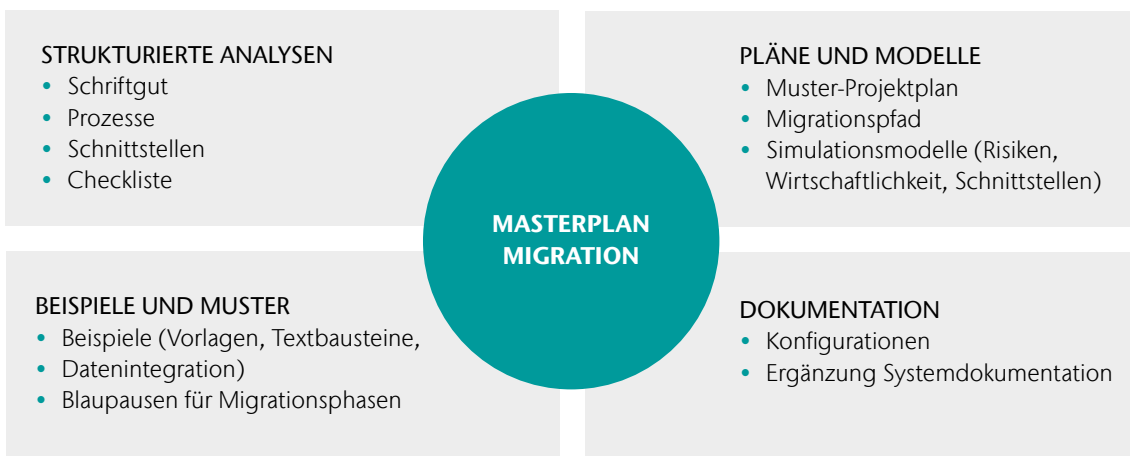 STRUKTURIERTE ANALYSEN
• Schriftgut
• Prozesse
• Schnittstellen
• Checkliste
PLÄNE UND MODELLE
• Muster-Projektplan
• Migrationspfad
• Simulationsmodelle (Risiken,
Wirtschaftlichkeit, Schnittstellen)
MASTERPLAN
MIGRATION
BEISPIELE UND MUSTER
• Beispiele (Vorlagen, Textbausteine,
• Datenintegration)
• Blaupausen für Migrationsphasen
DOKUMENTATION
• Konfigurationen
• Ergänzung Systemdokumentation